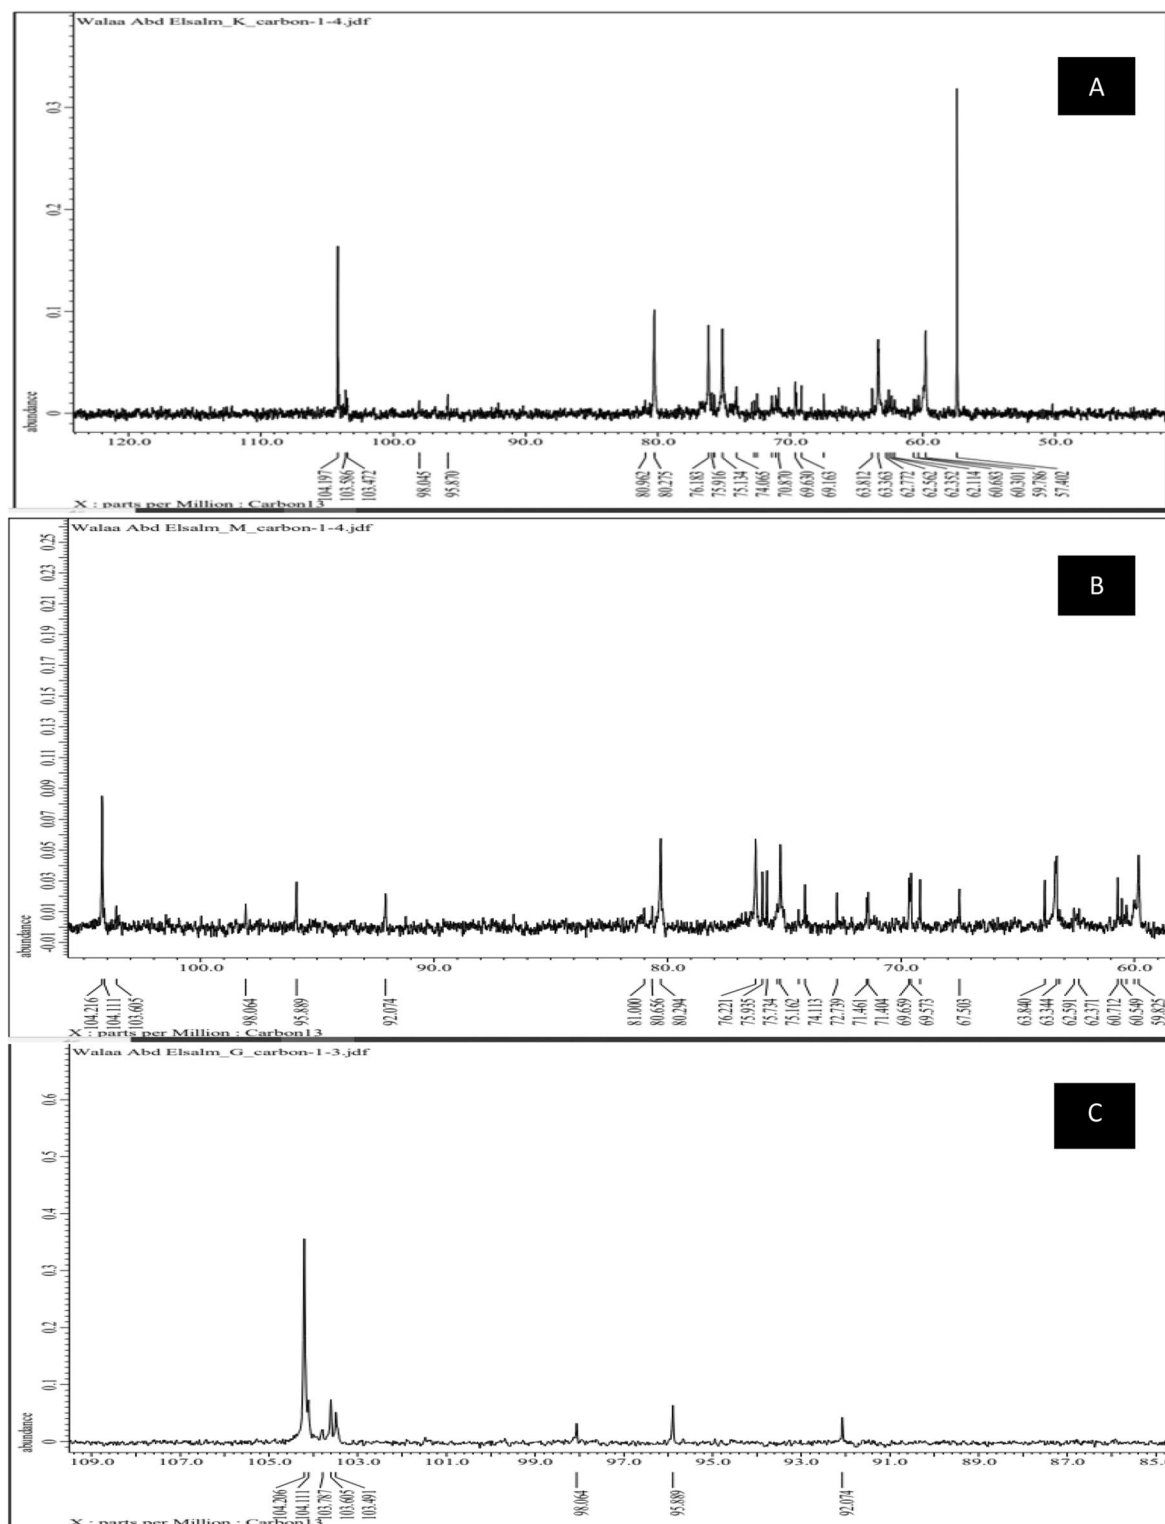 Walaa Abd Elsalm_K_carbon-1-4.jdf
A
abundance
0 0.1 0.2 0.3
120.0 110.0 100.0 90.0 80.0 70.0 60.0 50.0
104.197 103.586 103.472 98.045 95.870 80.962 80.275 76.183 75.916 75.134 74.065 70.870 69.630 69.163 63.812 63.363 62.772 62.562 62.352 62.114 60.683 60.301 59.786 57.402
X : parts per Million : Carbon13
Walaa Abd Elsalm_M_carbon-1-4.jdf
B
abundance
-0.01 0.01 0.03 0.05 0.07 0.09 0.11 0.13 0.15 0.17 0.19 0.21 0.23 0.25
100.0 90.0 80.0 70.0 60.0
104.216 104.111 103.605 98.064 95.889 92.074 81.000 80.656 80.294 76.221 75.935 75.734 75.162 74.113 72.739 71.461 71.404 69.659 69.573 67.503 63.840 63.344 62.591 62.371 60.712 60.549 59.825
X : parts per Million : Carbon13
Walaa Abd Elsalm_G_carbon-1-3.jdf
C
abundance
0 0.1 0.2 0.3 0.4 0.5 0.6
109.0 107.0 105.0 103.0 101.0 99.0 97.0 95.0 93.0 91.0 89.0 87.0 85.0
104.206 104.111 103.787 103.605 103.491 98.064 95.889 92.074
X : parts per Million : Carbon13